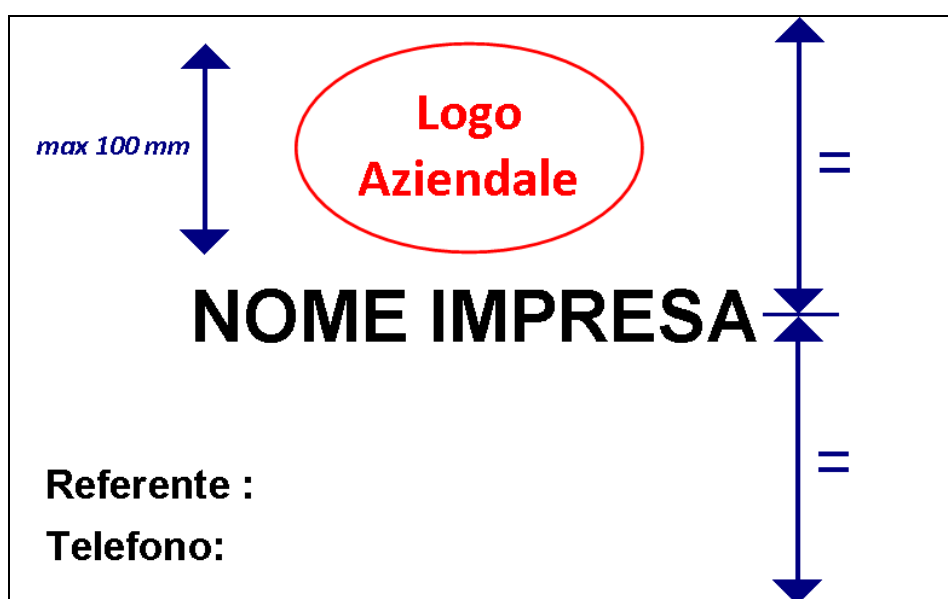 Logo
Aziendale
max 100 mm
=
NOME IMPRESA
=
Referente :
Telefono: